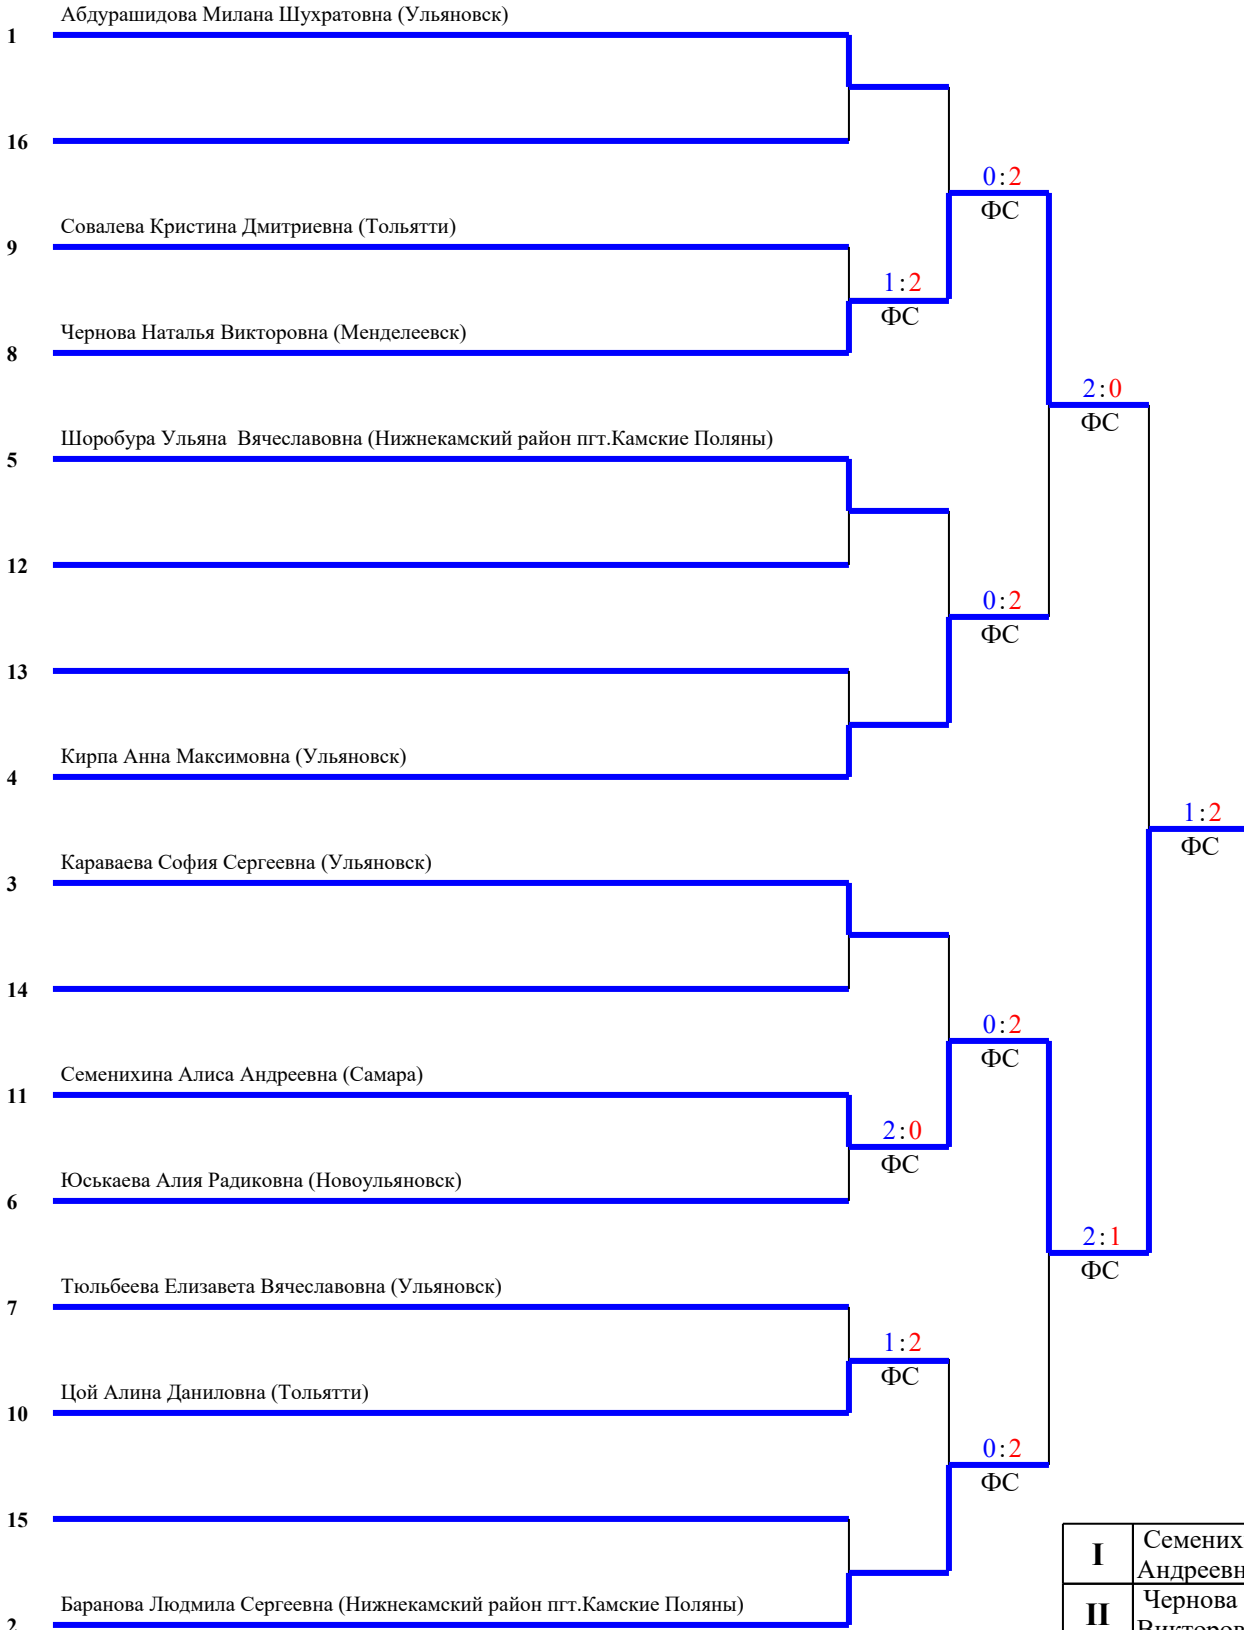 Абдурашидова Милана Шухратовна (Ульяновск)
1
16
0:2
ФС
Совалева Кристина Дмитриевна (Тольятти)
9
1:2
ФС
Чернова Наталья Викторовна (Менделеевск)
8
2:0
ФС
Шоробура Ульяна  Вячеславовна (Нижнекамский район пгт.Камские Поляны)
5
12
0:2
ФС
13
Кирпа Анна Максимовна (Ульяновск)
4
1:2
ФС
Караваева София Сергеевна (Ульяновск)
3
14
0:2
ФС
Семенихина Алиса Андреевна (Самара)
11
2:0
ФС
Юськаева Алия Радиковна (Новоульяновск)
6
2:1
ФС
Тюльбеева Елизавета Вячеславовна (Ульяновск)
7
1:2
ФС
Цой Алина Даниловна (Тольятти)
10
0:2
ФС
15
I Семених
Андреевн
Баранова Людмила Сергеевна (Нижнекамский район пгт.Камские Поляны)
2
II Чернова
Викторов